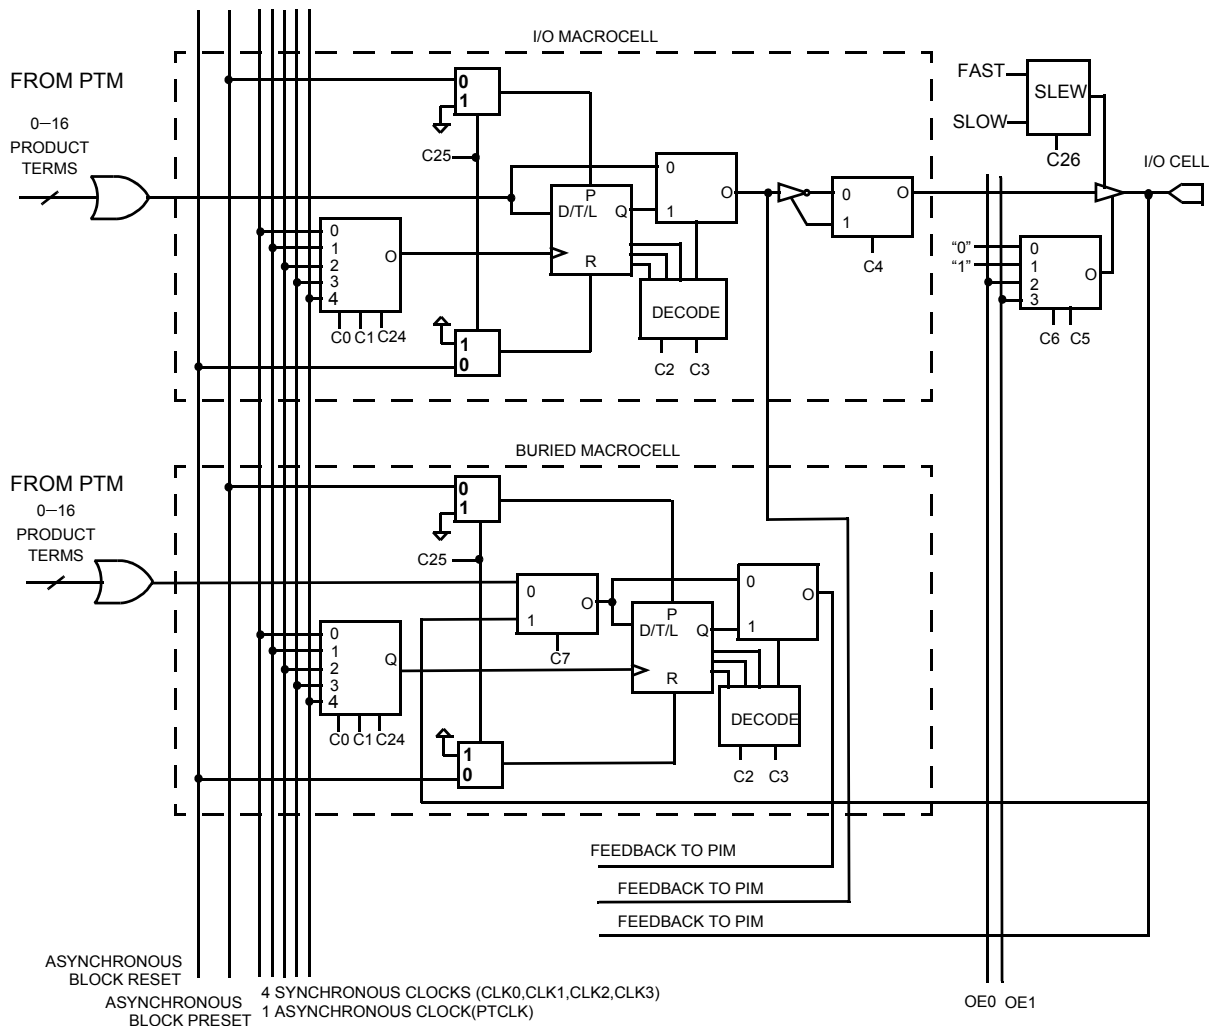 I/O MACROCELL
FROM PTM
0–16
PRODUCT
TERMS
0
1
C25
P
D/T/L
Q
R
0
1
O
0
1
2
3
4
O
C0 C1 C24
1
0
DECODE
C2 C3
0
1
O
C4
FAST
SLOW
SLEW
C26
I/O CELL
“0”
“1”
0
1
2
3
O
C6 C5
BURIED MACROCELL
FROM PTM
0–16
PRODUCT
TERMS
0
1
C25
0
1
O
C7
P
D/T/L
Q
R
0
1
O
0
1
2
3
4
Q
C0 C1 C24
1
0
DECODE
C2 C3
FEEDBACK TO PIM
FEEDBACK TO PIM
FEEDBACK TO PIM
ASYNCHRONOUS
BLOCK RESET
ASYNCHRONOUS
BLOCK PRESET
4 SYNCHRONOUS CLOCKS (CLK0,CLK1,CLK2,CLK3)
1 ASYNCHRONOUS CLOCK(PTCLK)
OE0 OE1